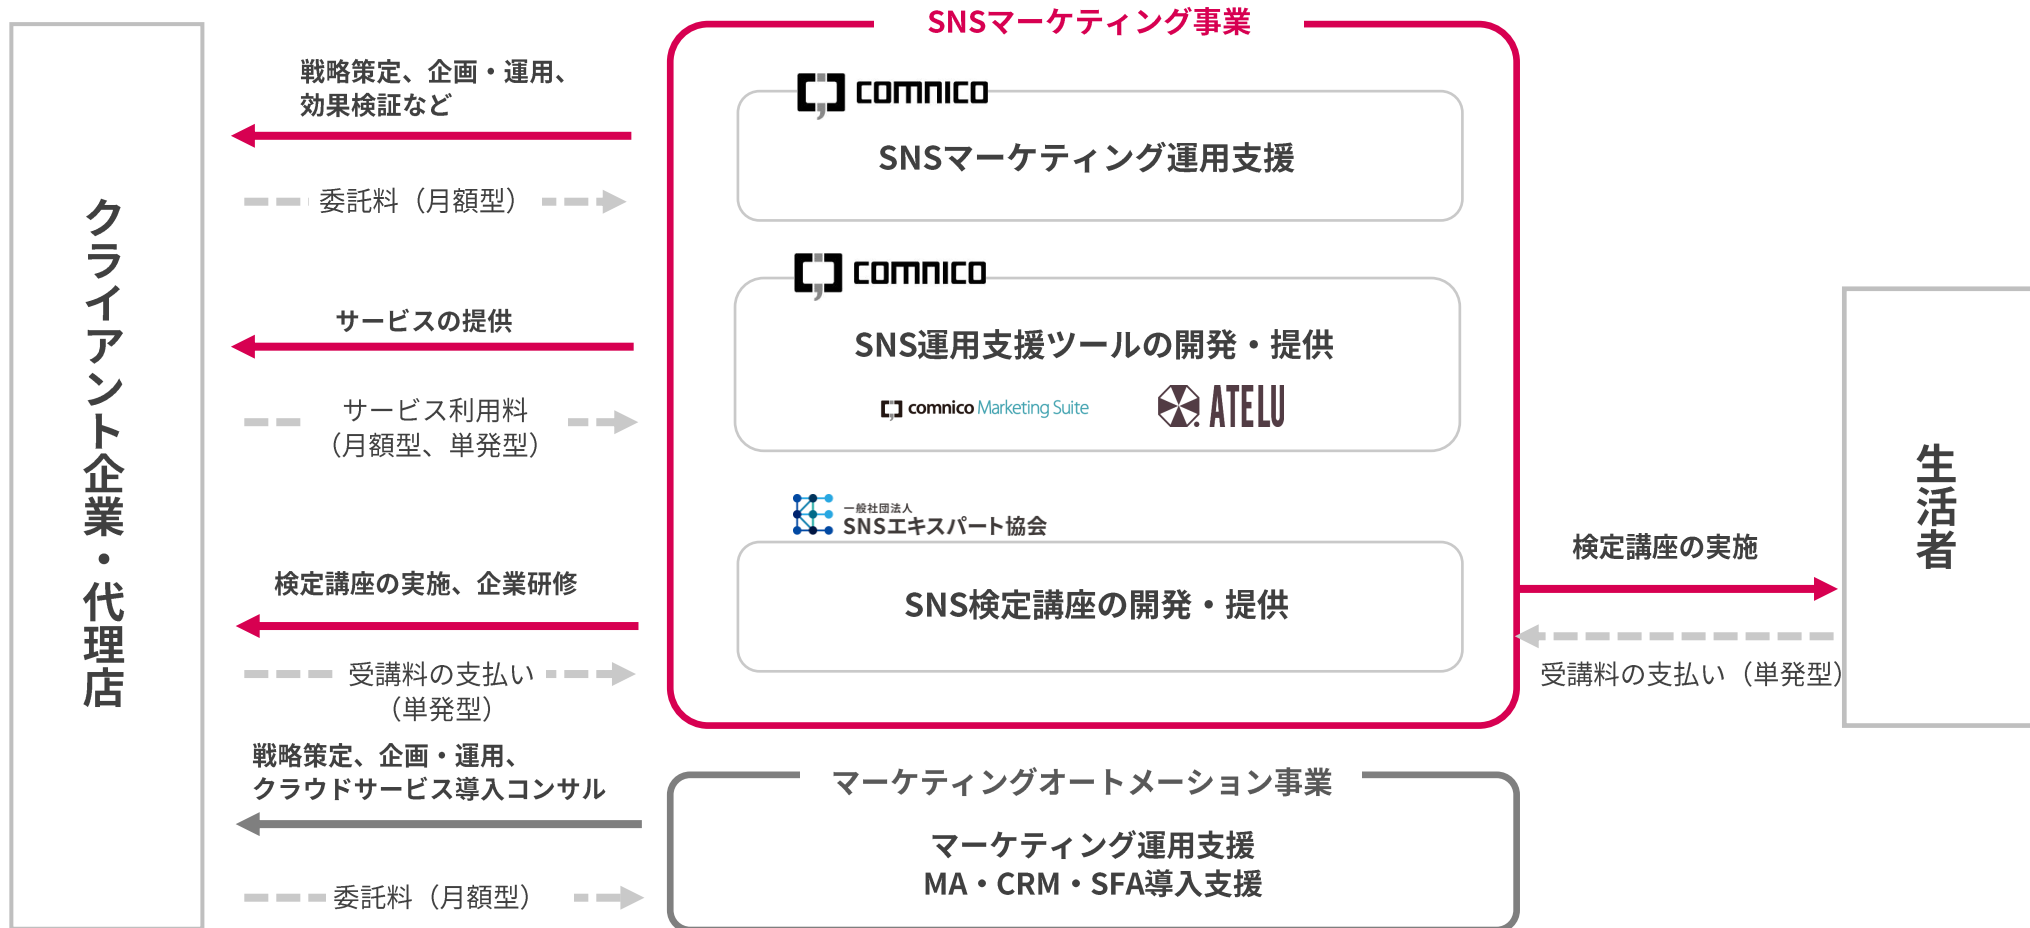 クライアント企業・代理店
戦略策定、企画・運用、
効果検証など
委託料（月額型）
サービスの提供
サービス利用料
（月額型、単発型）
検定講座の実施、企業研修
受講料の支払い
（単発型）
戦略策定、企画・運用、
クラウドサービス導入コンサル
委託料（月額型）
SNSマーケティング事業
comnico
SNSマーケティング運用支援
comnico
SNS運用支援ツールの開発・提供
comnico Marketing Suite
ATELU
一般社団法人
SNSエキスパート協会
SNS検定講座の開発・提供
マーケティングオートメーション事業
マーケティング運用支援
MA・CRM・SFA導入支援
検定講座の実施
受講料の支払い（単発型）
生活者